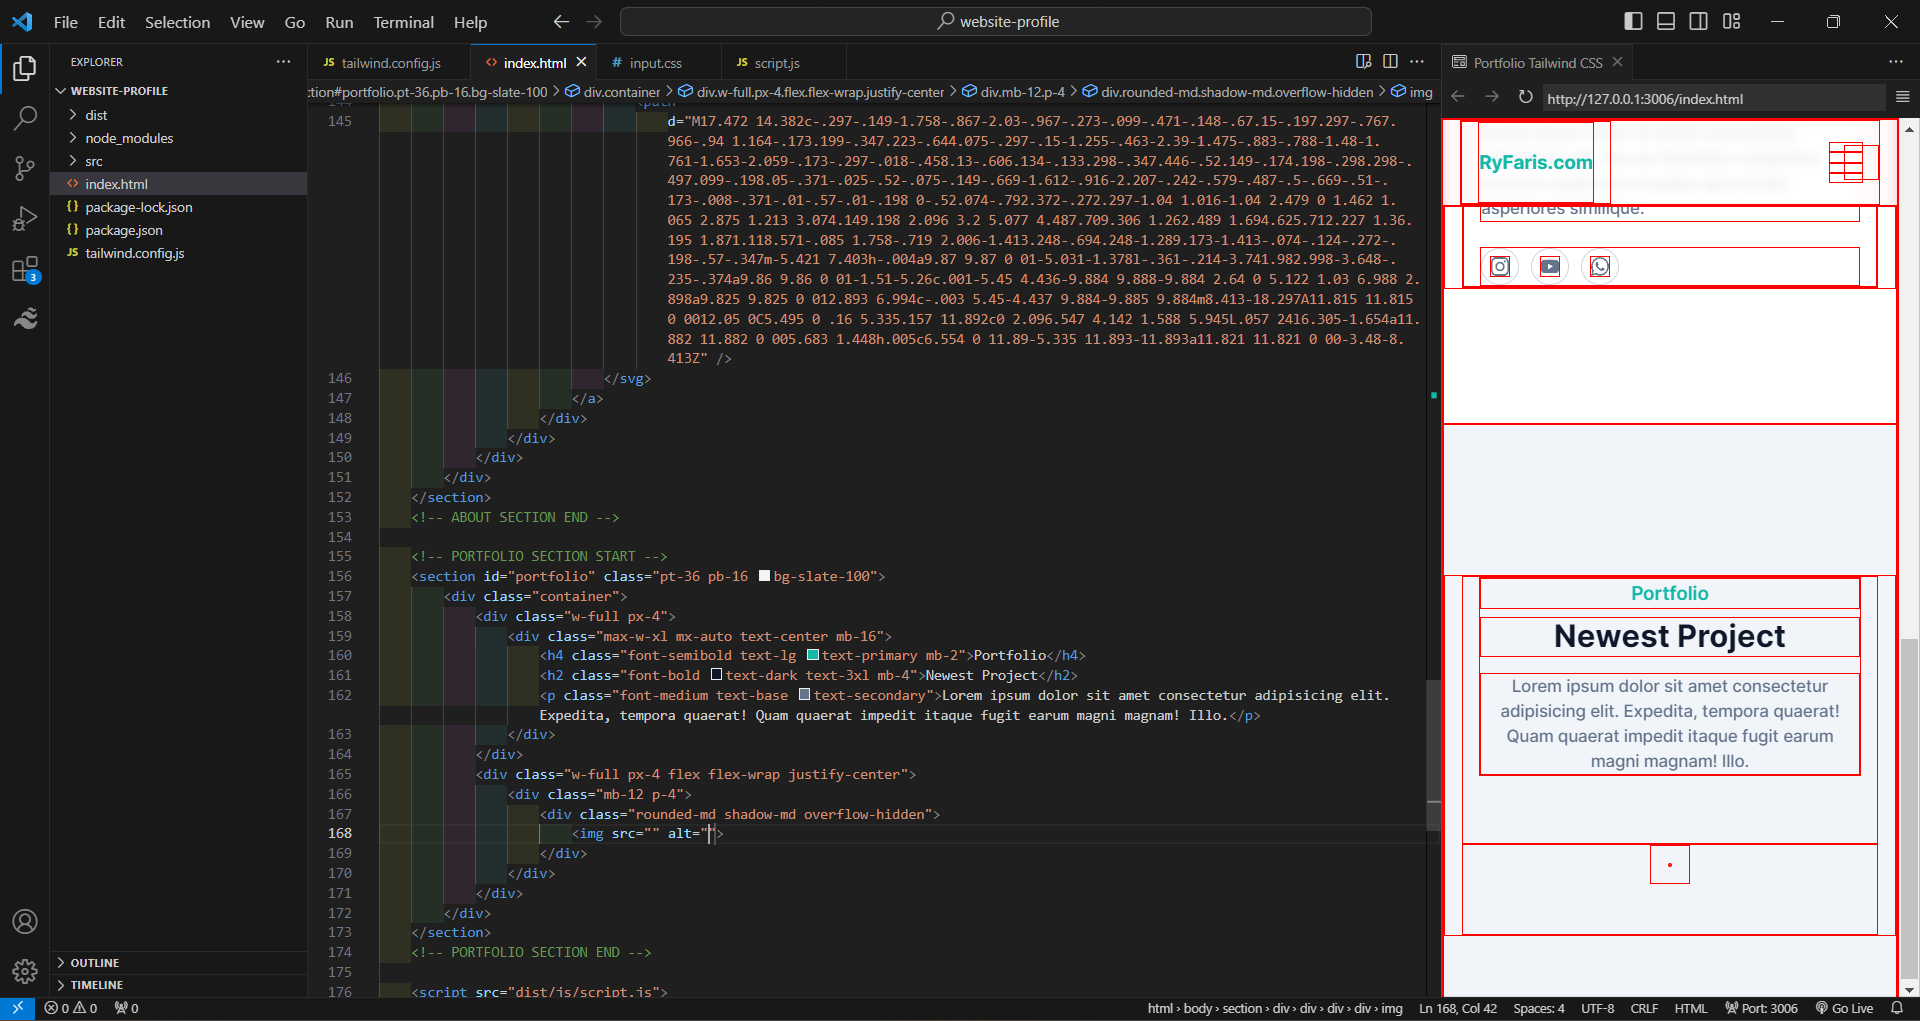 File Edit Selection View Go Run Terminal Help
website-profile
EXPLORER
WEBSITE-PROFILE
dist
node_modules
src
index.html
package-lock.json
package.json
tailwind.config.js
OUTLINE
TIMELINE
3
tailwind.config.js
index.html
input.css
script.js
ction#portfolio.pt-36.pb-16.bg-slate-100 > div.container > div.w-full.px-4.flex.flex-wrap.justify-center > div.mb-12.p-4 > div.rounded-md.shadow-md.overflow-hidden > img
144 <path
145 d="M17.472 14.382c-.297-.149-1.758-.867-2.03-.967-.273-.099-.471-.148-.67.15-.197.297-.767.
966-.94 1.164-.173.199-.347.223-.644.075-.297-.15-1.255-.463-2.39-1.475-.883-.788-1.48-1.
761-1.653-2.059-.173-.297-.018-.458.13-.606.134-.133.298-.347.446-.52.149-.174.198-.298.298-.
497.099-.198.05-.371-.025-.52-.075-.149-.669-1.612-.916-2.207-.242-.579-.487-.5-.669-.51-.
173-.008-.371-.01-.57-.01-.198 0-.52.074-.792.372-.272.297-1.04 1.016-1.04 2.479 0 1.462 1.
065 2.875 1.213 3.074.149.198 2.096 3.2 5.077 4.487.709.306 1.262.489 1.694.625.712.227 1.36.
195 1.871.118.571-.085 1.758-.719 2.006-1.413.248-.694.248-1.289.173-1.413-.074-.124-.272-.
198-.57-.347m-5.421 7.403h-.004a9.87 9.87 0 01-5.031-1.378l-.361-.214-3.741.982.998-3.648-.
235-.374a9.86 9.86 0 01-1.51-5.26c.001-5.45 4.436-9.884 9.888-9.884 2.64 0 5.122 1.03 6.988 2.
898a9.825 9.825 0 012.893 6.994c-.003 5.45-4.437 9.884-9.885 9.884m8.413-18.297A11.815 11.815
0 0012.05 0C5.495 0 .16 5.335.157 11.892c0 2.096.547 4.142 1.588 5.945L.057 24l6.305-1.654a11.
882 11.882 0 005.683 1.448h.005c6.554 0 11.89-5.335 11.893-11.893a11.821 11.821 0 00-3.48-8.
413Z" />
146 </svg>
147 </a>
148 </div>
149 </div>
150 </div>
151 </div>
152 </section>
153 <!-- ABOUT SECTION END -->
154
155 <!-- PORTFOLIO SECTION START -->
156 <section id="portfolio" class="pt-36 pb-16 bg-slate-100">
157 <div class="container">
158 <div class="w-full px-4">
159 <div class="max-w-xl mx-auto text-center mb-16">
160 <h4 class="font-semibold text-lg text-primary mb-2">Portfolio</h4>
161 <h2 class="font-bold text-dark text-3xl mb-4">Newest Project</h2>
162 <p class="font-medium text-base text-secondary">Lorem ipsum dolor sit amet consectetur adipisicing elit.
Expedita, tempora quaerat! Quam quaerat impedit itaque fugit earum magni magnam! Illo.</p>
163 </div>
164 </div>
165 <div class="w-full px-4 flex flex-wrap justify-center">
166 <div class="mb-12 p-4">
167 <div class="rounded-md shadow-md overflow-hidden">
168 <img src="" alt="">
169 </div>
170 </div>
171 </div>
172 </div>
173 </section>
174 <!-- PORTFOLIO SECTION END -->
175
176 <script src="dist/js/script.js">
Portfolio Tailwind CSS
http://127.0.0.1:3006/index.html
RyFaris.com
asperiores similique.
Portfolio
Newest Project
Lorem ipsum dolor sit amet consectetur
adipisicing elit. Expedita, tempora quaerat!
Quam quaerat impedit itaque fugit earum
magni magnam! Illo.
0 0 0 html > body > section > div > div > div > div > img Ln 168, Col 42 Spaces: 4 UTF-8 CRLF HTML Port: 3006 Go Live